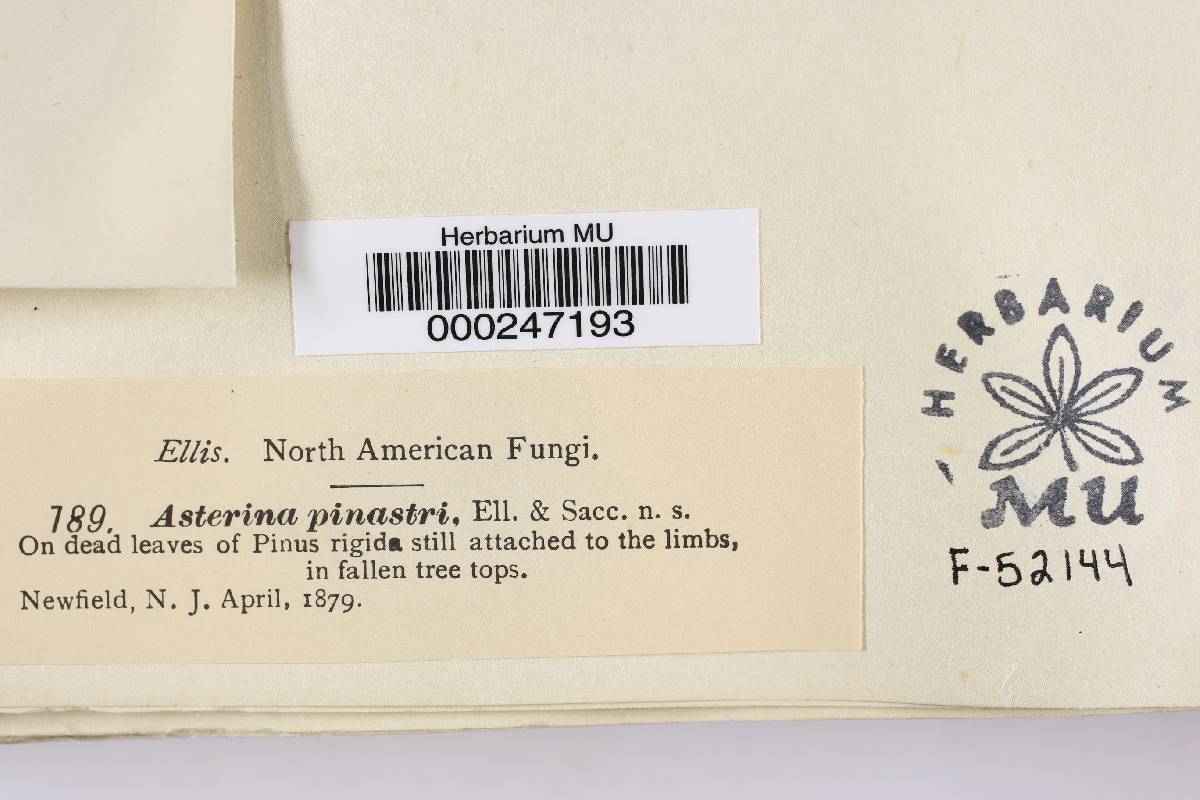 Herbarium MU
000247193
HERBARIUM
MU
F-52144
Ellis. North American Fungi.
789. Asterina pinastri, Ell. & Sacc. n. s.
On dead leaves of Pinus rigida still attached to the limbs,
in fallen tree tops.
Newfield, N. J. April, 1879.